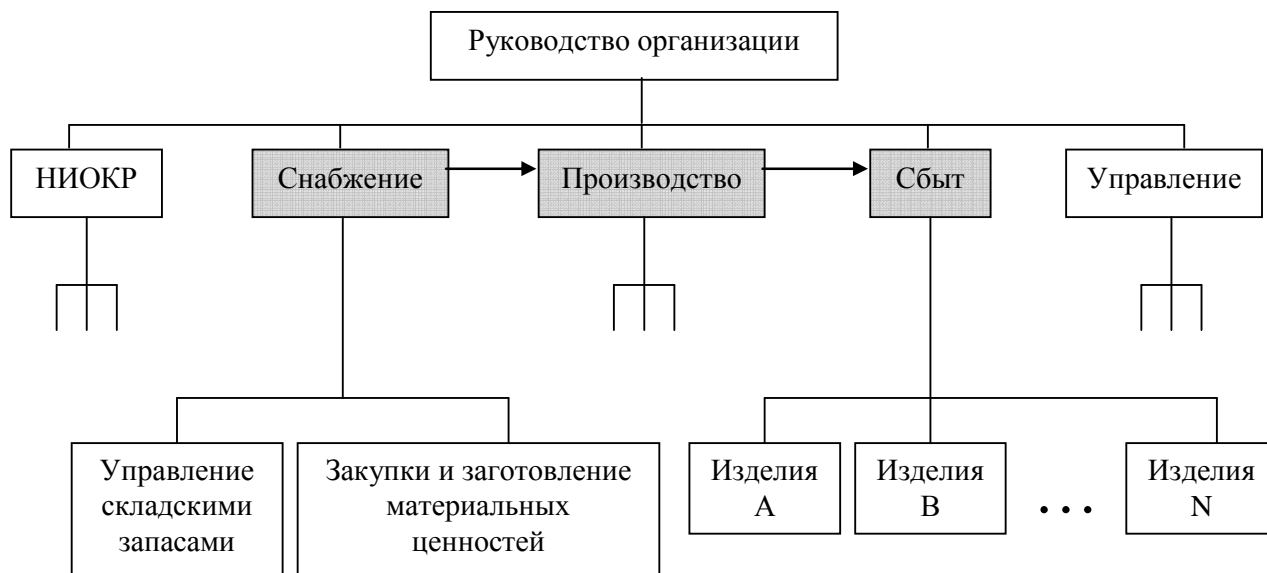 Руководство организации
НИОКР
Снабжение
Производство
Сбыт
Управление
Управление
складскими
запасами
Закупки и заготовление
материальных
ценностей
Изделия
А
Изделия
В
. . .
Изделия
N